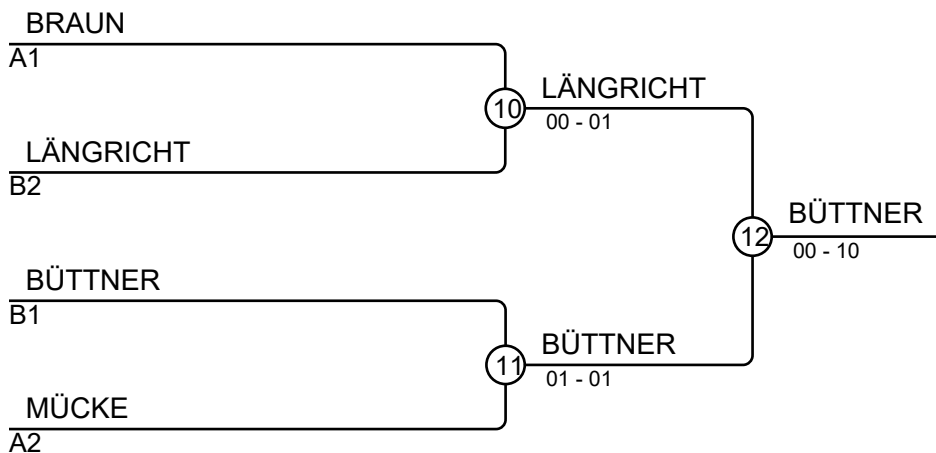 BRAUN
A1
10
LÄNGRICHT
00 - 01
LÄNGRICHT
B2
12
BÜTTNER
00 - 10
BÜTTNER
B1
11
BÜTTNER
01 - 01
MÜCKE
A2